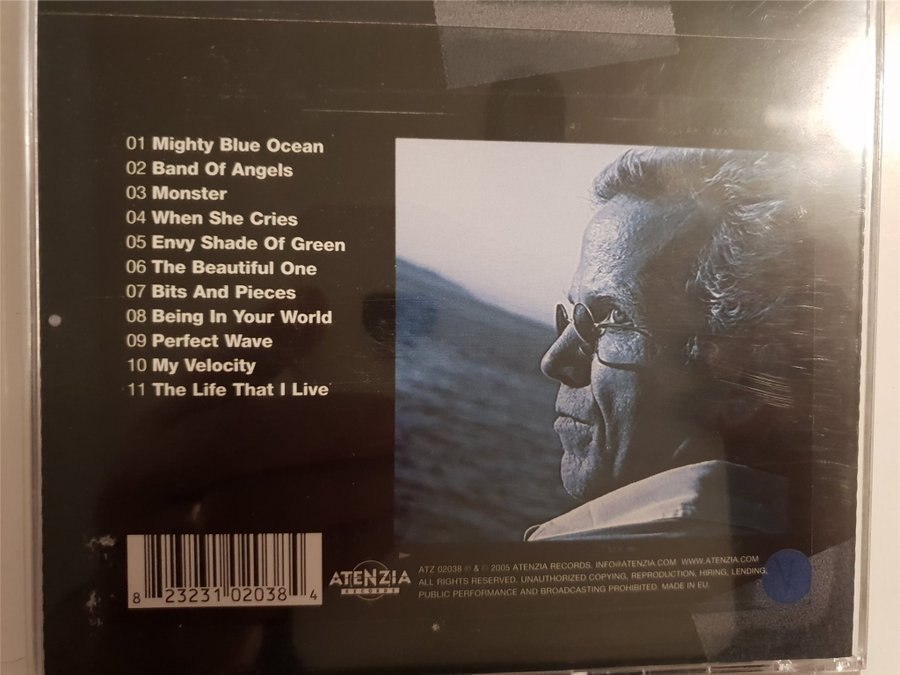 01 Mighty Blue Ocean
02 Band Of Angels
03 Monster
04 When She Cries
05 Envy Shade Of Green
06 The Beautiful One
07 Bits And Pieces
08 Being In Your World
09 Perfect Wave
10 My Velocity
11 The Life That I Live
8 23231 02038 4
ATENZIA
RECORDS
ATZ 02038 ℗ & © 2005 ATENZIA RECORDS. INFO@ATENZIA.COM WWW.ATENZIA.COM
ALL RIGHTS RESERVED. UNAUTHORIZED COPYING, REPRODUCTION, HIRING, LENDING,
PUBLIC PERFORMANCE AND BROADCASTING PROHIBITED. MADE IN EU.